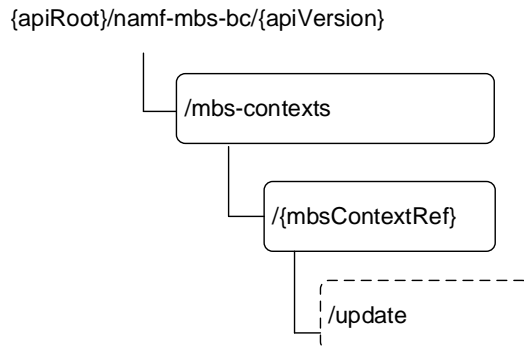 {apiRoot}/namf-mbs-bc/{apiVersion}
/mbs-contexts
/{mbsContextRef}
/update